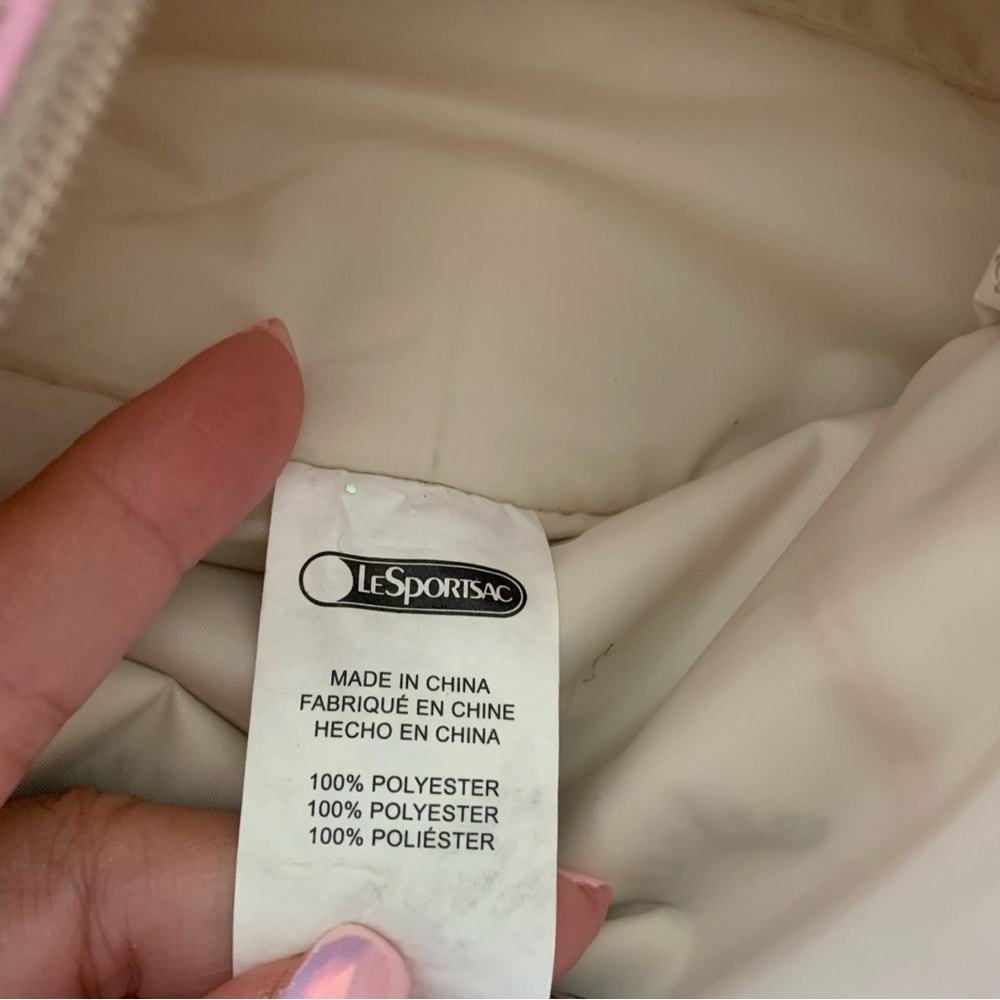 LeSportsac
MADE IN CHINA
FABRIQUÉ EN CHINE
HECHO EN CHINA
100% POLYESTER
100% POLYESTER
100% POLIÉSTER